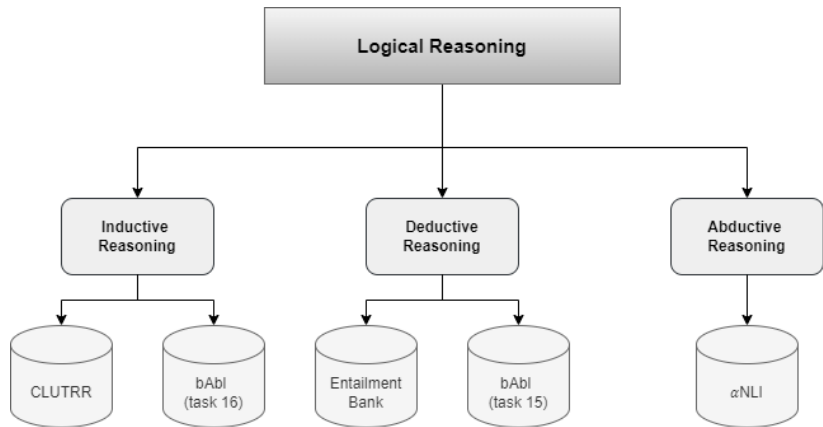 Logical Reasoning
Inductive
Reasoning
Deductive
Reasoning
Abductive
Reasoning
CLUTRR
bAbI
(task 16)
Entailment
Bank
bAbI
(task 15)
αNLI